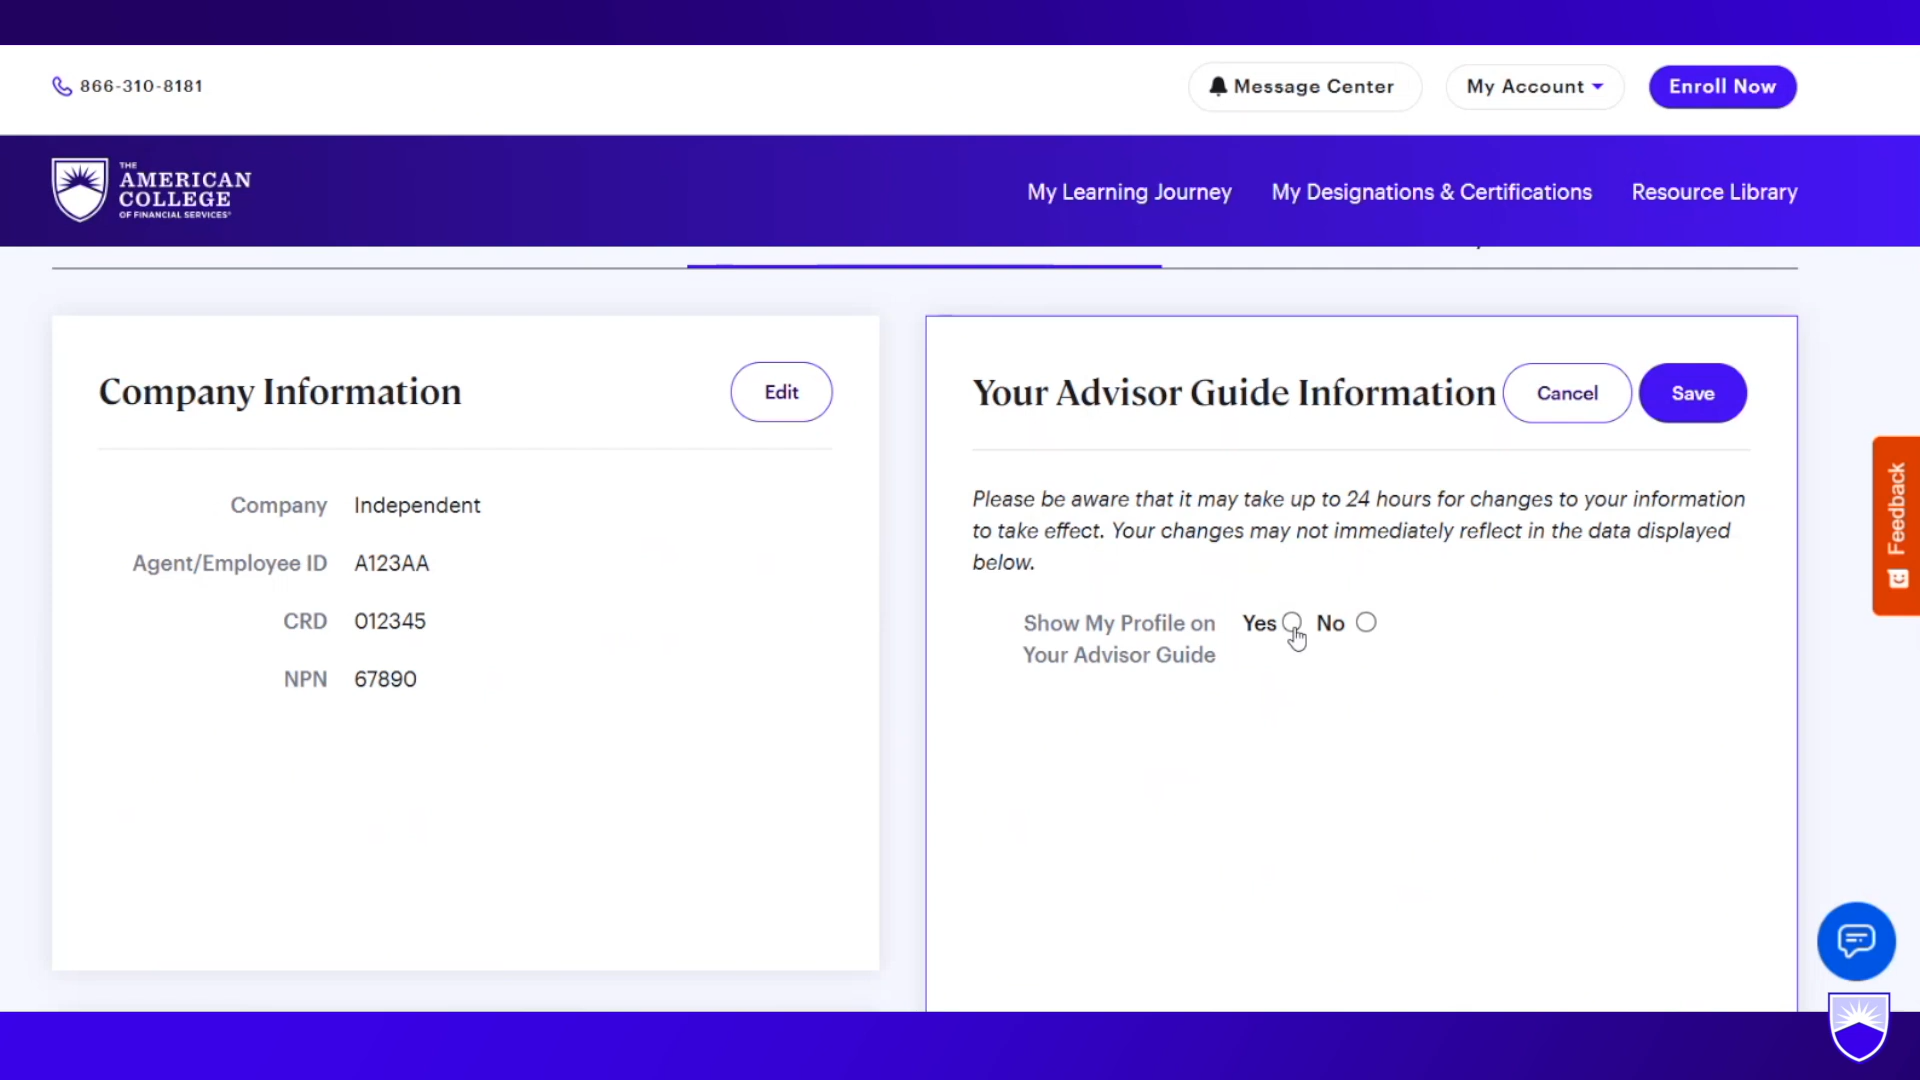 866-310-8181
Message Center
My Account
Enroll Now
THE
AMERICAN
COLLEGE
OF FINANCIAL SERVICES®
My Learning Journey
My Designations & Certifications
Resource Library
Company Information
Edit
Company Independent
Agent/Employee ID A123AA
CRD 012345
NPN 67890
Your Advisor Guide Information
Cancel
Save
Please be aware that it may take up to 24 hours for changes to your information
to take effect. Your changes may not immediately reflect in the data displayed
below.
Show My Profile on
Your Advisor Guide
Yes No
Feedback